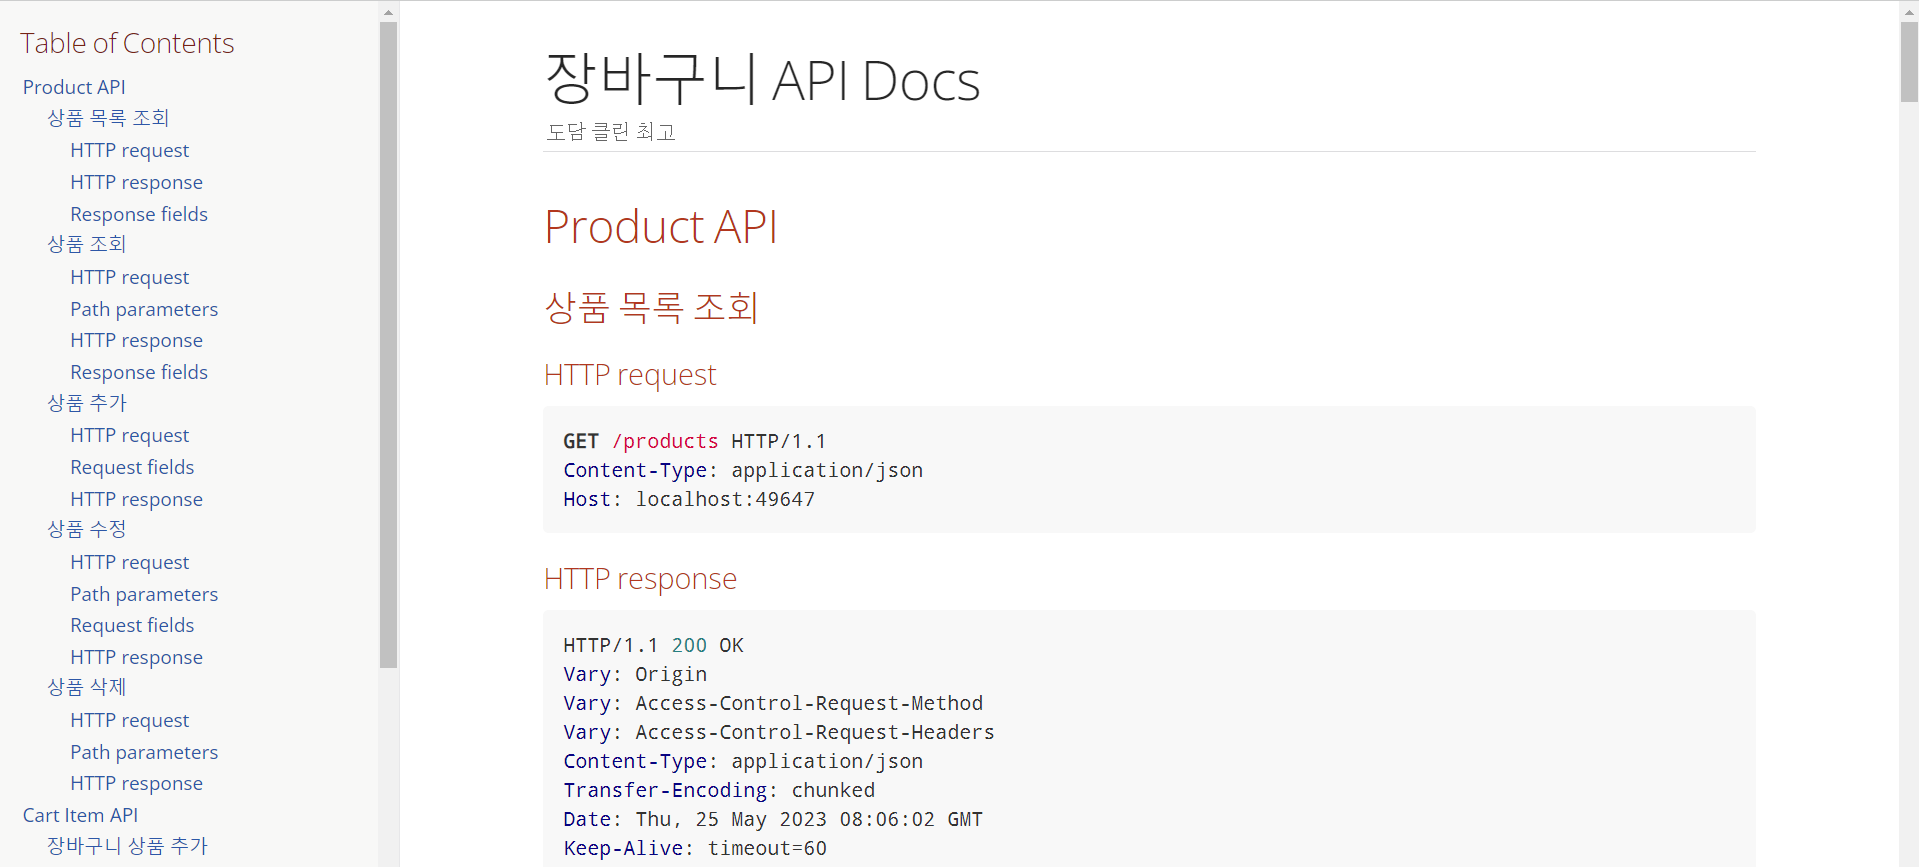 Table of Contents
Product API
상품 목록 조회
HTTP request
HTTP response
Response fields
상품 조회
HTTP request
Path parameters
HTTP response
Response fields
상품 추가
HTTP request
Request fields
HTTP response
상품 수정
HTTP request
Path parameters
Request fields
HTTP response
상품 삭제
HTTP request
Path parameters
HTTP response
Cart Item API
장바구니 상품 추가
장바구니 API Docs
도담 클린 최고
Product API
상품 목록 조회
HTTP request
GET /products HTTP/1.1
Content-Type: application/json
Host: localhost:49647
HTTP response
HTTP/1.1 200 OK
Vary: Origin
Vary: Access-Control-Request-Method
Vary: Access-Control-Request-Headers
Content-Type: application/json
Transfer-Encoding: chunked
Date: Thu, 25 May 2023 08:06:02 GMT
Keep-Alive: timeout=60